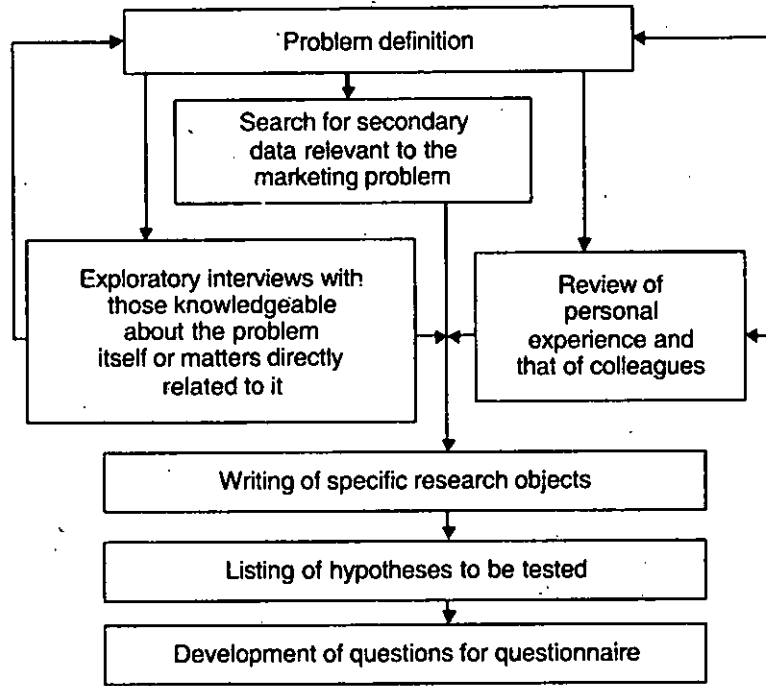 Problem definition
Search for secondary
data relevant to the
marketing problem
Exploratory interviews with
those knowledgeable
about the problem
itself or matters directly
related to it
Review of
personal
experience and
that of colleagues
Writing of specific research objects
Listing of hypotheses to be tested
Development of questions for questionnaire